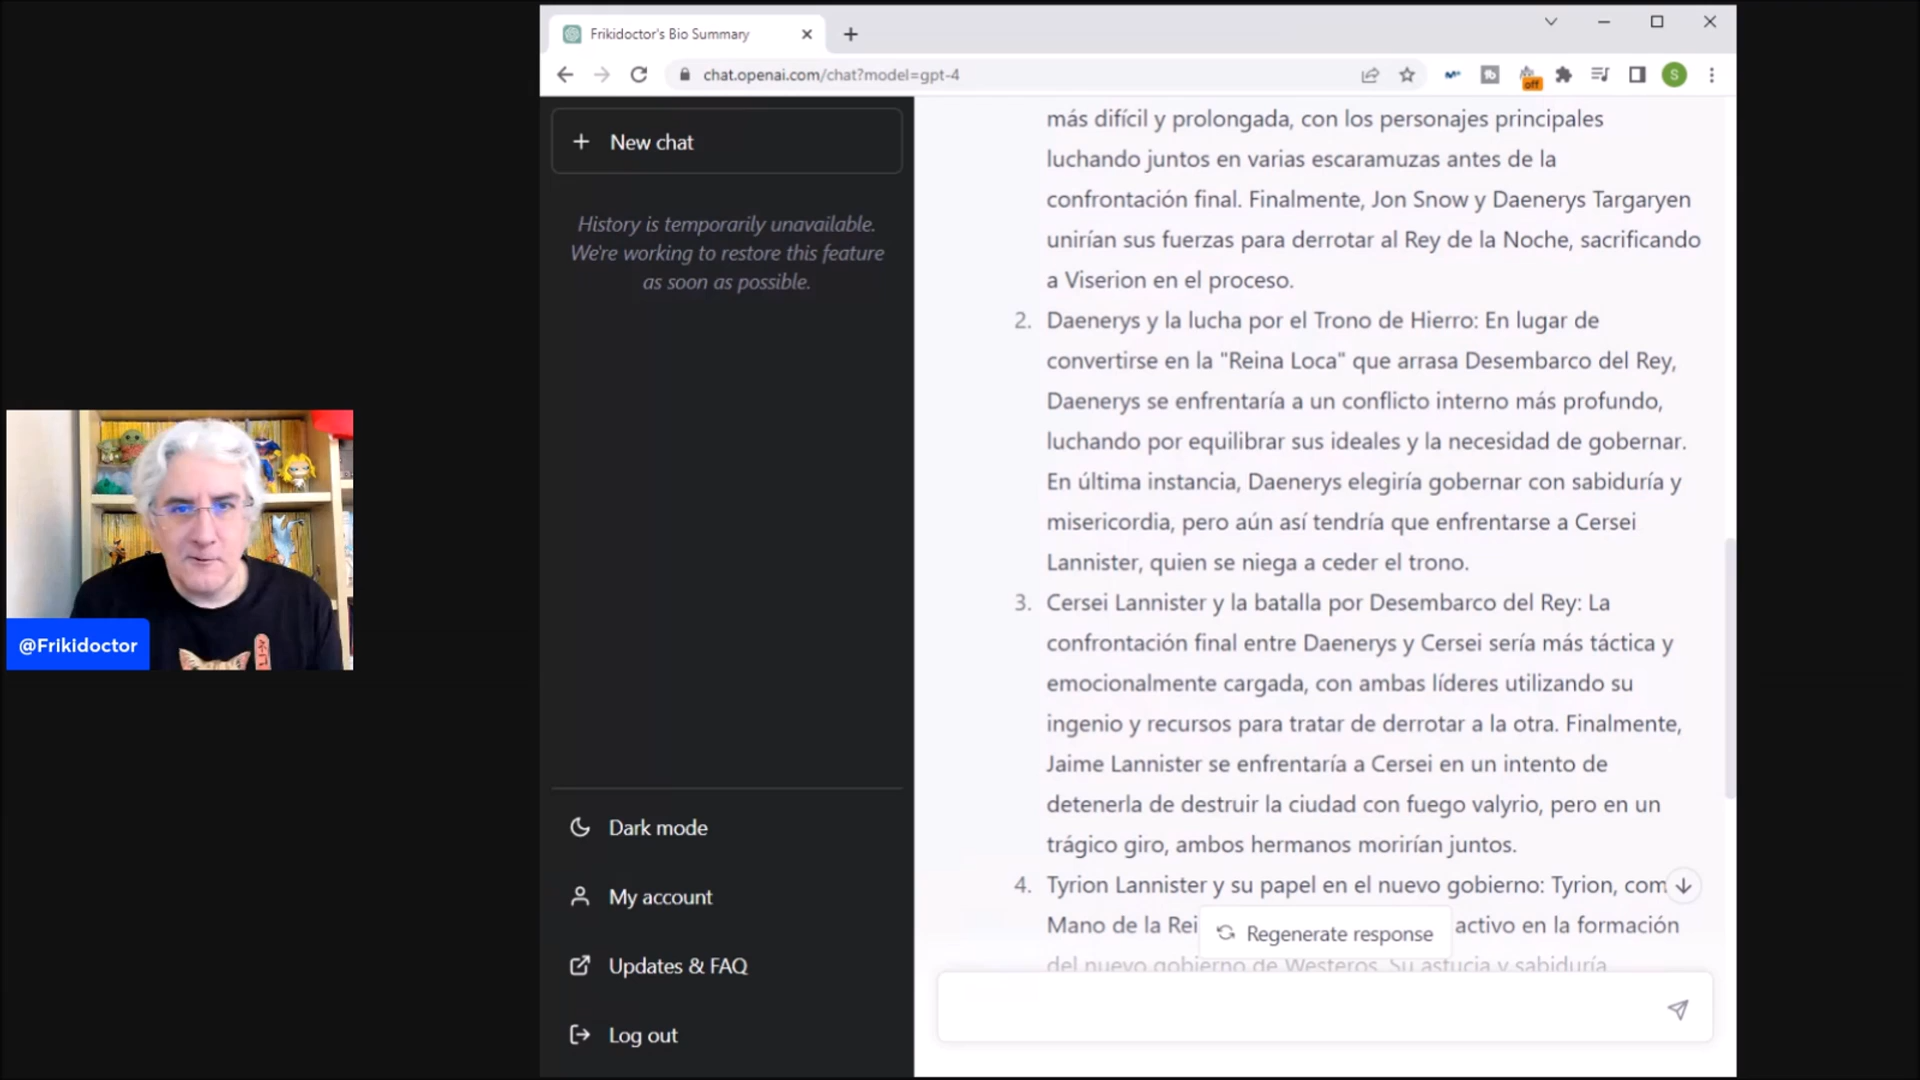 Frikidoctor's Bio Summary
chat.openai.com/chat?model=gpt-4
off
S
New chat
History is temporarily unavailable.
We're working to restore this feature
as soon as possible.
Dark mode
My account
Updates & FAQ
Log out
más difícil y prolongada, con los personajes principales
luchando juntos en varias escaramuzas antes de la
confrontación final. Finalmente, Jon Snow y Daenerys Targaryen
unirían sus fuerzas para derrotar al Rey de la Noche, sacrificando
a Viserion en el proceso.
2. Daenerys y la lucha por el Trono de Hierro: En lugar de
convertirse en la "Reina Loca" que arrasa Desembarco del Rey,
Daenerys se enfrentaría a un conflicto interno más profundo,
luchando por equilibrar sus ideales y la necesidad de gobernar.
En última instancia, Daenerys elegiría gobernar con sabiduría y
misericordia, pero aún así tendría que enfrentarse a Cersei
Lannister, quien se niega a ceder el trono.
3. Cersei Lannister y la batalla por Desembarco del Rey: La
confrontación final entre Daenerys y Cersei sería más táctica y
emocionalmente cargada, con ambas líderes utilizando su
ingenio y recursos para tratar de derrotar a la otra. Finalmente,
Jaime Lannister se enfrentaría a Cersei en un intento de
detenerla de destruir la ciudad con fuego valyrio, pero en un
trágico giro, ambos hermanos morirían juntos.
4. Tyrion Lannister y su papel en el nuevo gobierno: Tyrion, com
Mano de la Rei
activo en la formación
Regenerate response
del nuevo gobierno de Westeros. Su astucia y sabiduría
@Frikidoctor